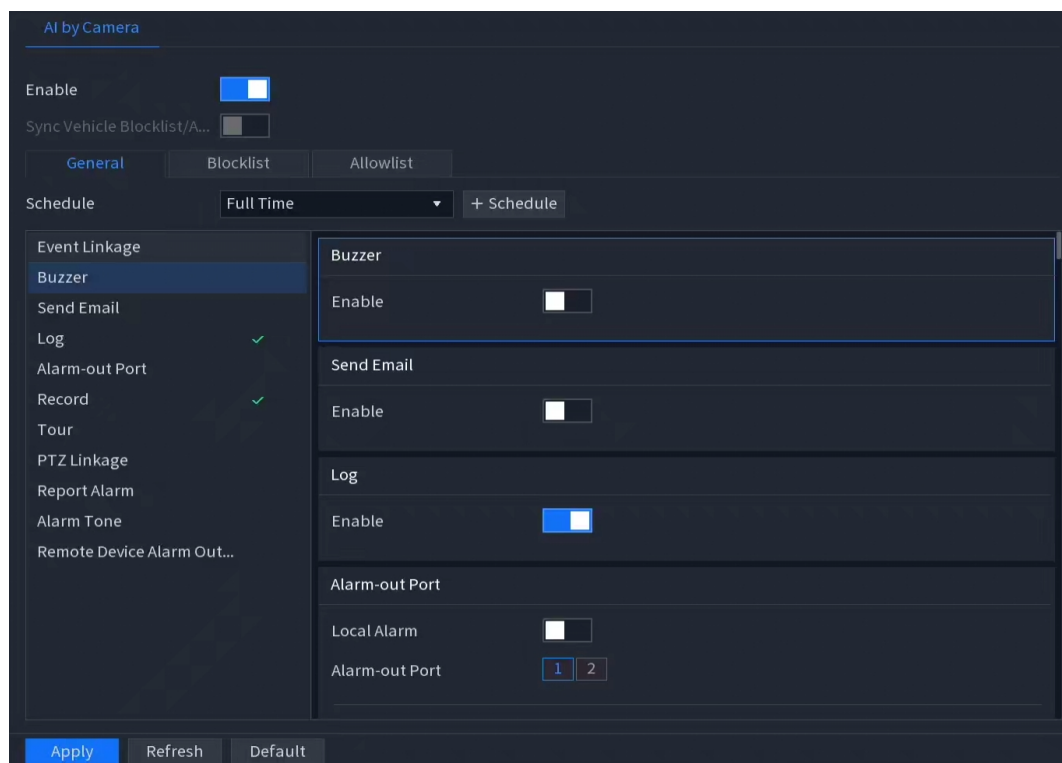 AI by Camera
Enable
Sync Vehicle Blocklist/A...
General Blocklist Allowlist
Schedule Full Time + Schedule
Event Linkage
Buzzer
Send Email
Log
Alarm-out Port
Record
Tour
PTZ Linkage
Report Alarm
Alarm Tone
Remote Device Alarm Out...
Buzzer
Enable
Send Email
Enable
Log
Enable
Alarm-out Port
Local Alarm
Alarm-out Port 1 2
Apply Refresh Default